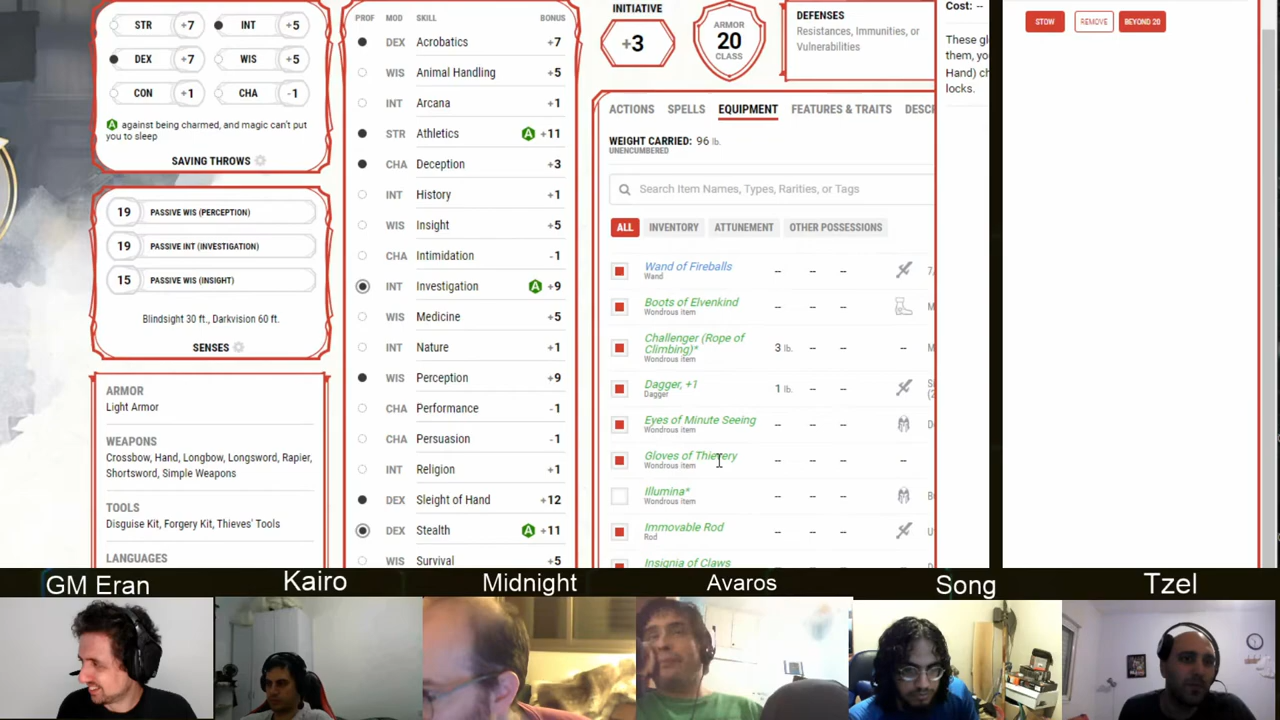 STR +7 INT +5
DEX +7 WIS +5
CON +1 CHA -1
A against being charmed, and magic can't put
you to sleep
SAVING THROWS
19 PASSIVE WIS (PERCEPTION)
19 PASSIVE INT (INVESTIGATION)
15 PASSIVE WIS (INSIGHT)
Blindsight 30 ft., Darkvision 60 ft.
SENSES
ARMOR
Light Armor
WEAPONS
Crossbow, Hand, Longbow, Longsword, Rapier,
Shortsword, Simple Weapons
TOOLS
Disguise Kit, Forgery Kit, Thieves' Tools
LANGUAGES
PROF MOD SKILL BONUS
DEX Acrobatics +7
WIS Animal Handling +5
INT Arcana +1
STR Athletics A +11
CHA Deception +3
INT History +1
WIS Insight +5
CHA Intimidation -1
INT Investigation A +9
WIS Medicine +5
INT Nature +1
WIS Perception +9
CHA Performance -1
CHA Persuasion -1
INT Religion +1
DEX Sleight of Hand +12
DEX Stealth A +11
WIS Survival +5
INITIATIVE
+3
ARMOR
20
CLASS
DEFENSES
Resistances, Immunities, or
Vulnerabilities
ACTIONS SPELLS EQUIPMENT FEATURES & TRAITS DESCR
WEIGHT CARRIED: 96 lb.
UNENCUMBERED
Search Item Names, Types, Rarities, or Tags
ALL INVENTORY ATTUNEMENT OTHER POSSESSIONS
Wand of Fireballs -- -- -- 7/
Wand
Boots of Elvenkind -- -- -- M
Wondrous item
Challenger (Rope of
Climbing)* 3 lb. -- -- -- M
Wondrous item
Dagger, +1 1 lb. -- -- Si
Dagger (2
Eyes of Minute Seeing -- -- -- D
Wondrous item
Gloves of Thievery -- -- -- --
Wondrous item
Illumina* -- -- -- B
Wondrous item
Immovable Rod -- -- -- U
Rod
Insignia of Claws
Cost: --
These gl
them, yo
Hand) ch
locks.
STOW REMOVE BEYOND 20
GM Eran Kairo Midnight Avaros Song Tzel